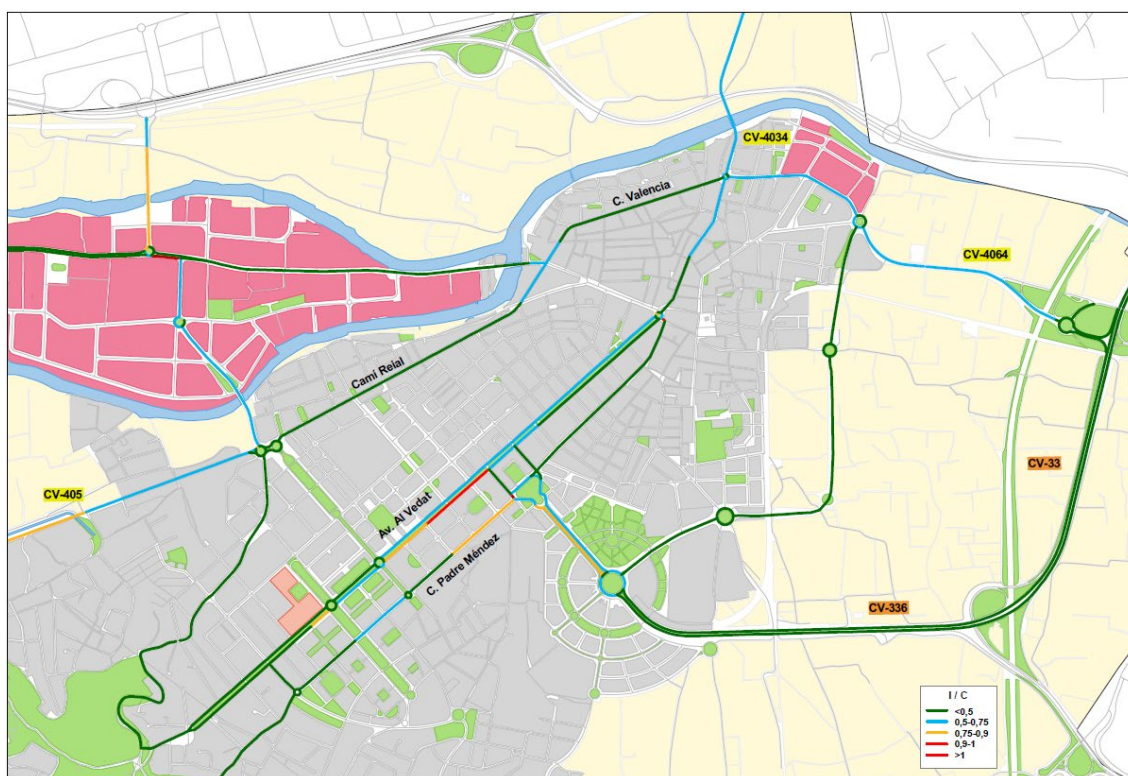 CV-4034
C. Valencia
CV-4064
Camí Reial
CV-33
CV-405
Av. Al Vedat
C. Padre Méndez
CV-336
I / C
<0,5
0,5-0,75
0,75-0,9
0,9-1
>1